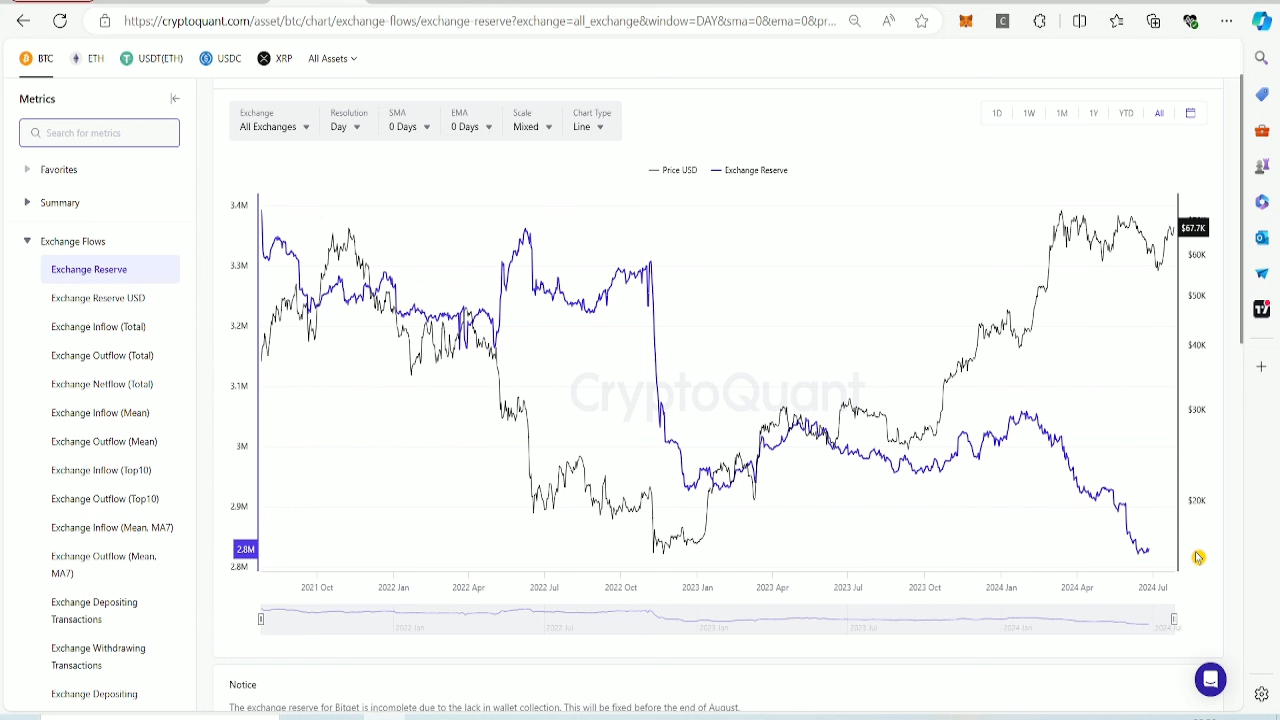 https://cryptoquant.com/asset/btc/chart/exchange-flows/exchange-reserve?exchange=all_exchange&window=DAY&sma=0&ema=0&pr...
BTC ETH USDT(ETH) USDC XRP All Assets
Metrics
Search for metrics
Favorites
Summary
Exchange Flows
Exchange Reserve
Exchange Reserve USD
Exchange Inflow (Total)
Exchange Outflow (Total)
Exchange Netflow (Total)
Exchange Inflow (Mean)
Exchange Outflow (Mean)
Exchange Inflow (Top10)
Exchange Outflow (Top10)
Exchange Inflow (Mean, MA7)
Exchange Outflow (Mean,
MA7)
Exchange Depositing
Transactions
Exchange Withdrawing
Transactions
Exchange Depositing
Exchange Resolution SMA EMA Scale Chart Type
All Exchanges Day 0 Days 0 Days Mixed Line
1D 1W 1M 1Y YTD All
Price USD Exchange Reserve
3.4M
3.3M
3.2M
3.1M
3M
2.9M
2.8M
2.8M
CryptoQuant
$67.7K
$60K
$50K
$40K
$30K
$20K
2021 Oct 2022 Jan 2022 Apr 2022 Jul 2022 Oct 2023 Jan 2023 Apr 2023 Jul 2023 Oct 2024 Jan 2024 Apr 2024 Jul
2022 Jan 2022 Jul 2023 Jan 2023 Jul 2024 Jan 2024 Jul
Notice
The exchange reserve for Bitget is incomplete due to the lack in wallet collection. This will be fixed before the end of August.